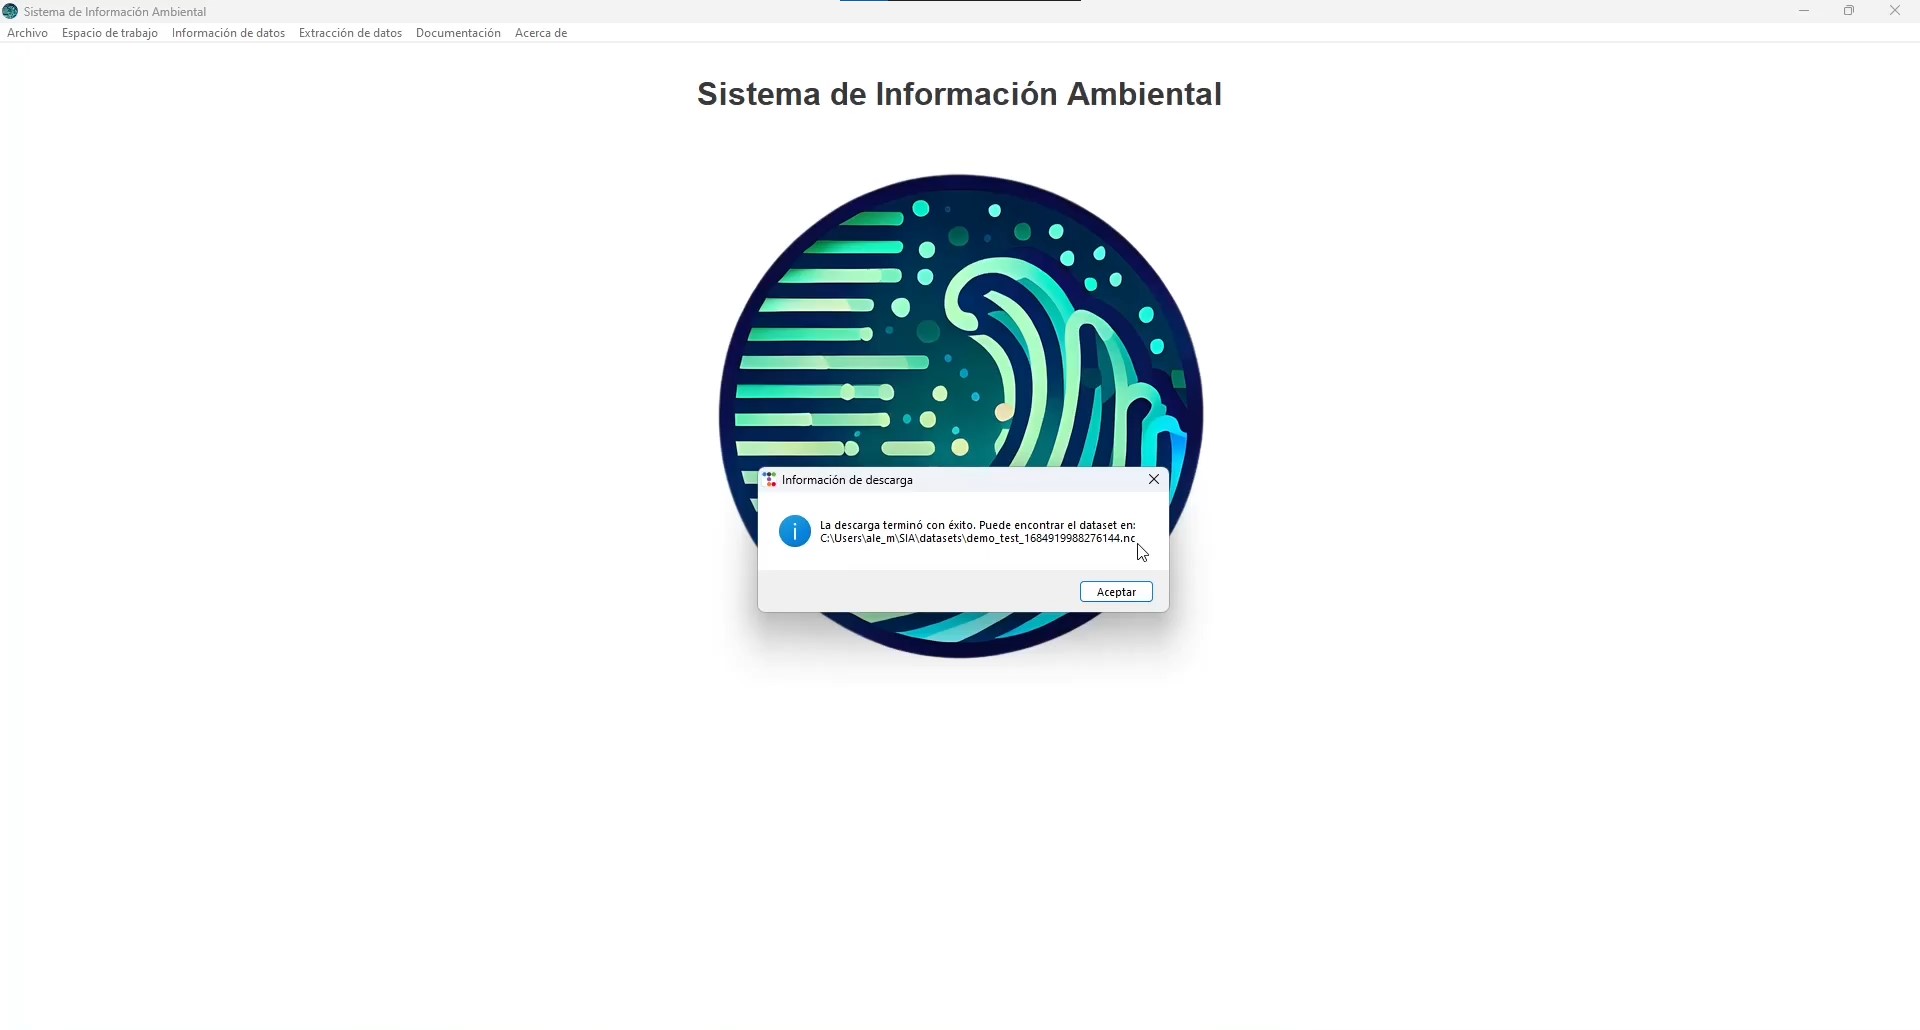 Sistema de Información Ambiental
Archivo Espacio de trabajo Información de datos Extracción de datos Documentación Acerca de
Sistema de Información Ambiental
Información de descarga
La descarga terminó con éxito. Puede encontrar el dataset en:
C:\Users\ale_m\SIA\datasets\demo_test_1684919988276144.nc
Aceptar